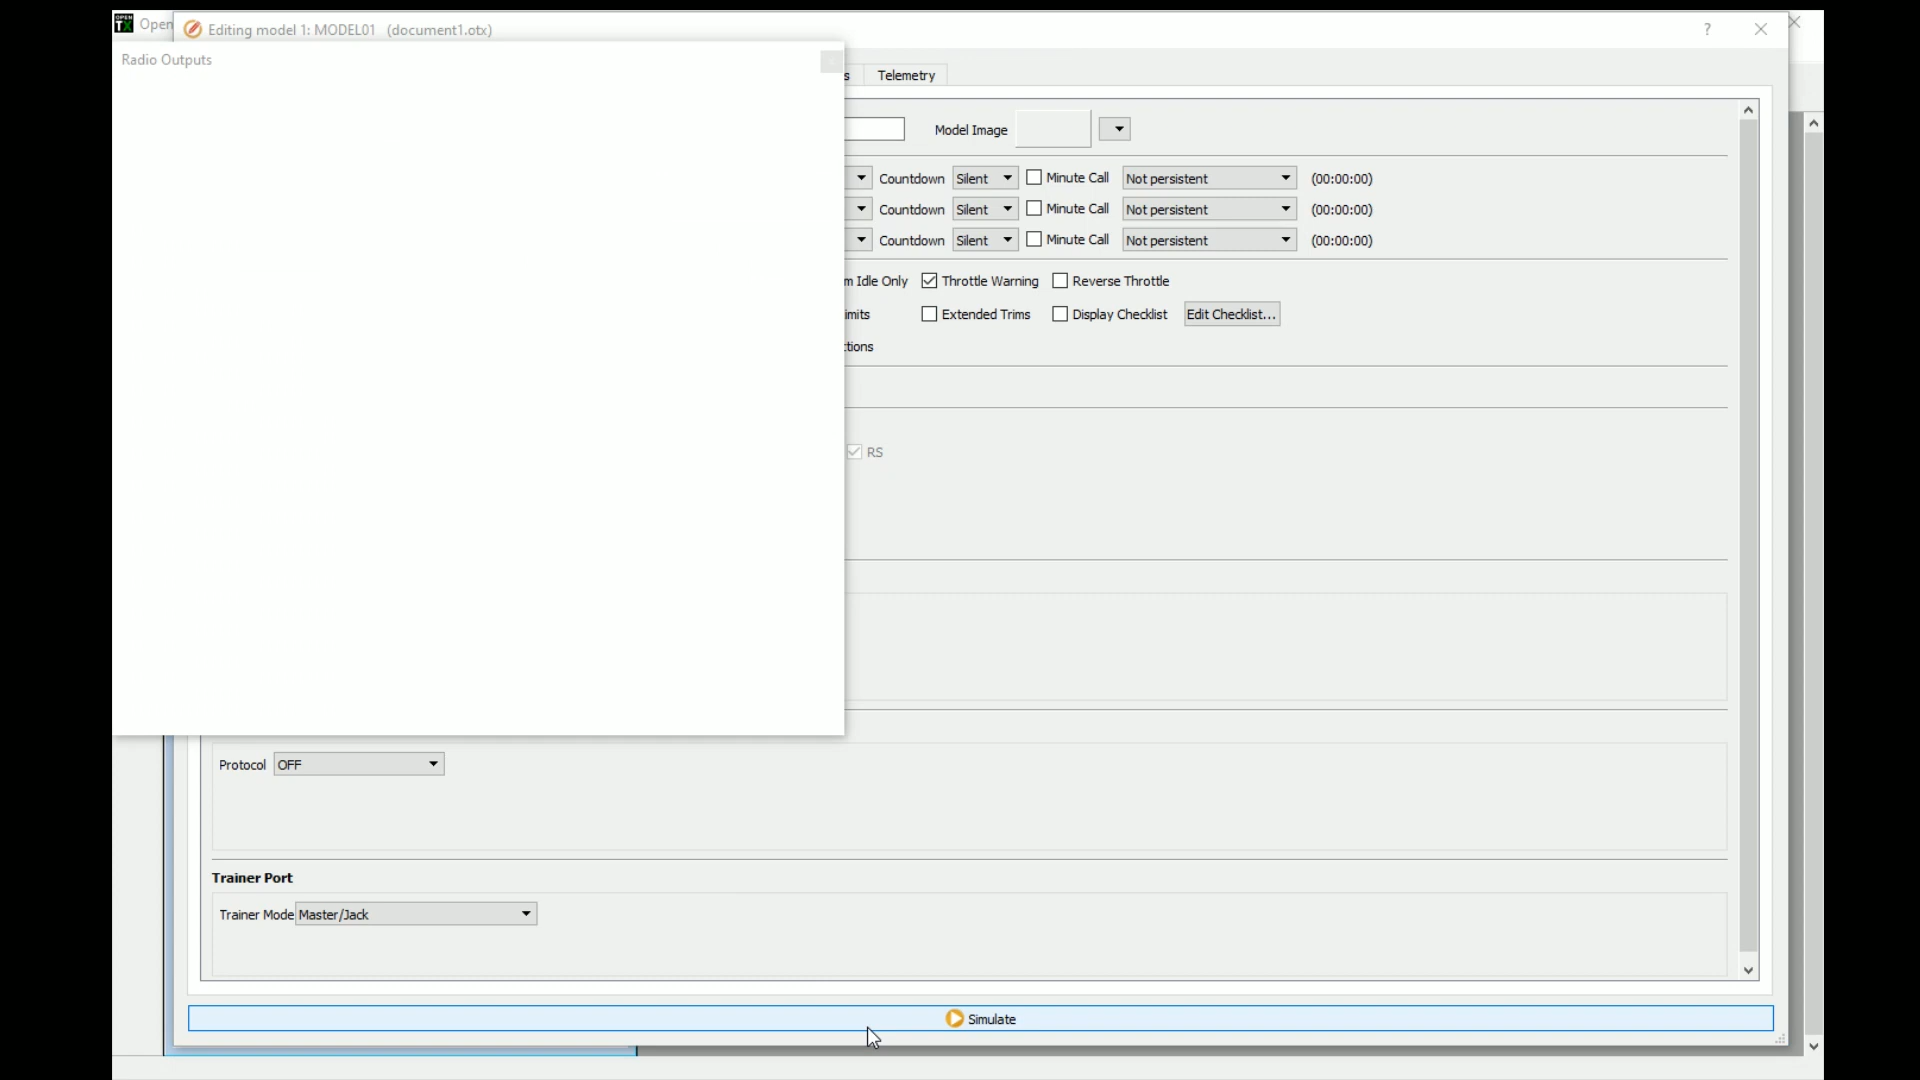 Open
Editing model 1: MODEL01 (document1.otx)
?
Radio Outputs
s
Telemetry
Model Image
Countdown Silent Minute Call Not persistent (00:00:00)
Countdown Silent Minute Call Not persistent (00:00:00)
Countdown Silent Minute Call Not persistent (00:00:00)
m Idle Only Throttle Warning Reverse Throttle
imits Extended Trims Display Checklist Edit Checklist...
ctions
RS
Protocol OFF
Trainer Port
Trainer Mode Master/Jack
Simulate